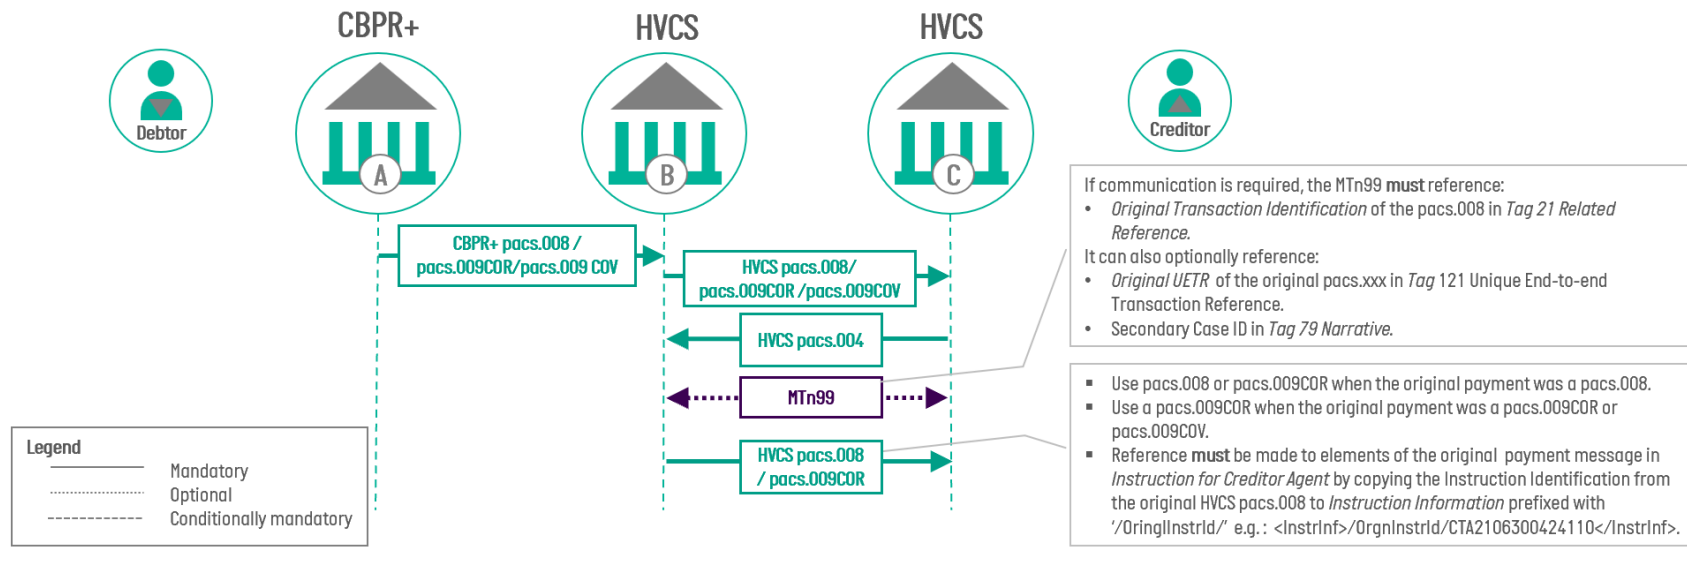 CBPR+
HVCS
HVCS
Debtor
A
B
C
Creditor
CBPR+ pacs.008 /
pacs.009COR/pacs.009 COV
HVCS pacs.008/
pacs.009COR /pacs.009COV
HVCS pacs.004
MTn99
HVCS pacs.008
/ pacs.009COR
If communication is required, the MTn99 must reference:
• Original Transaction Identification of the pacs.008 in Tag 21 Related
Reference.
It can also optionally reference:
• Original UETR of the original pacs.xxx in Tag 121 Unique End-to-end
Transaction Reference.
• Secondary Case ID in Tag 79 Narrative.
▪ Use pacs.008 or pacs.009COR when the original payment was a pacs.008.
▪ Use a pacs.009COR when the original payment was a pacs.009COR or
pacs.009COV.
▪ Reference must be made to elements of the original payment message in
Instruction for Creditor Agent by copying the Instruction Identification from
the original HVCS pacs.008 to Instruction Information prefixed with
‘/OringlInstrId/’ e.g.: <InstrInf>/OrgnInstrId/CTA2106300424110</InstrInf>.
Legend
Mandatory
Optional
Conditionally mandatory